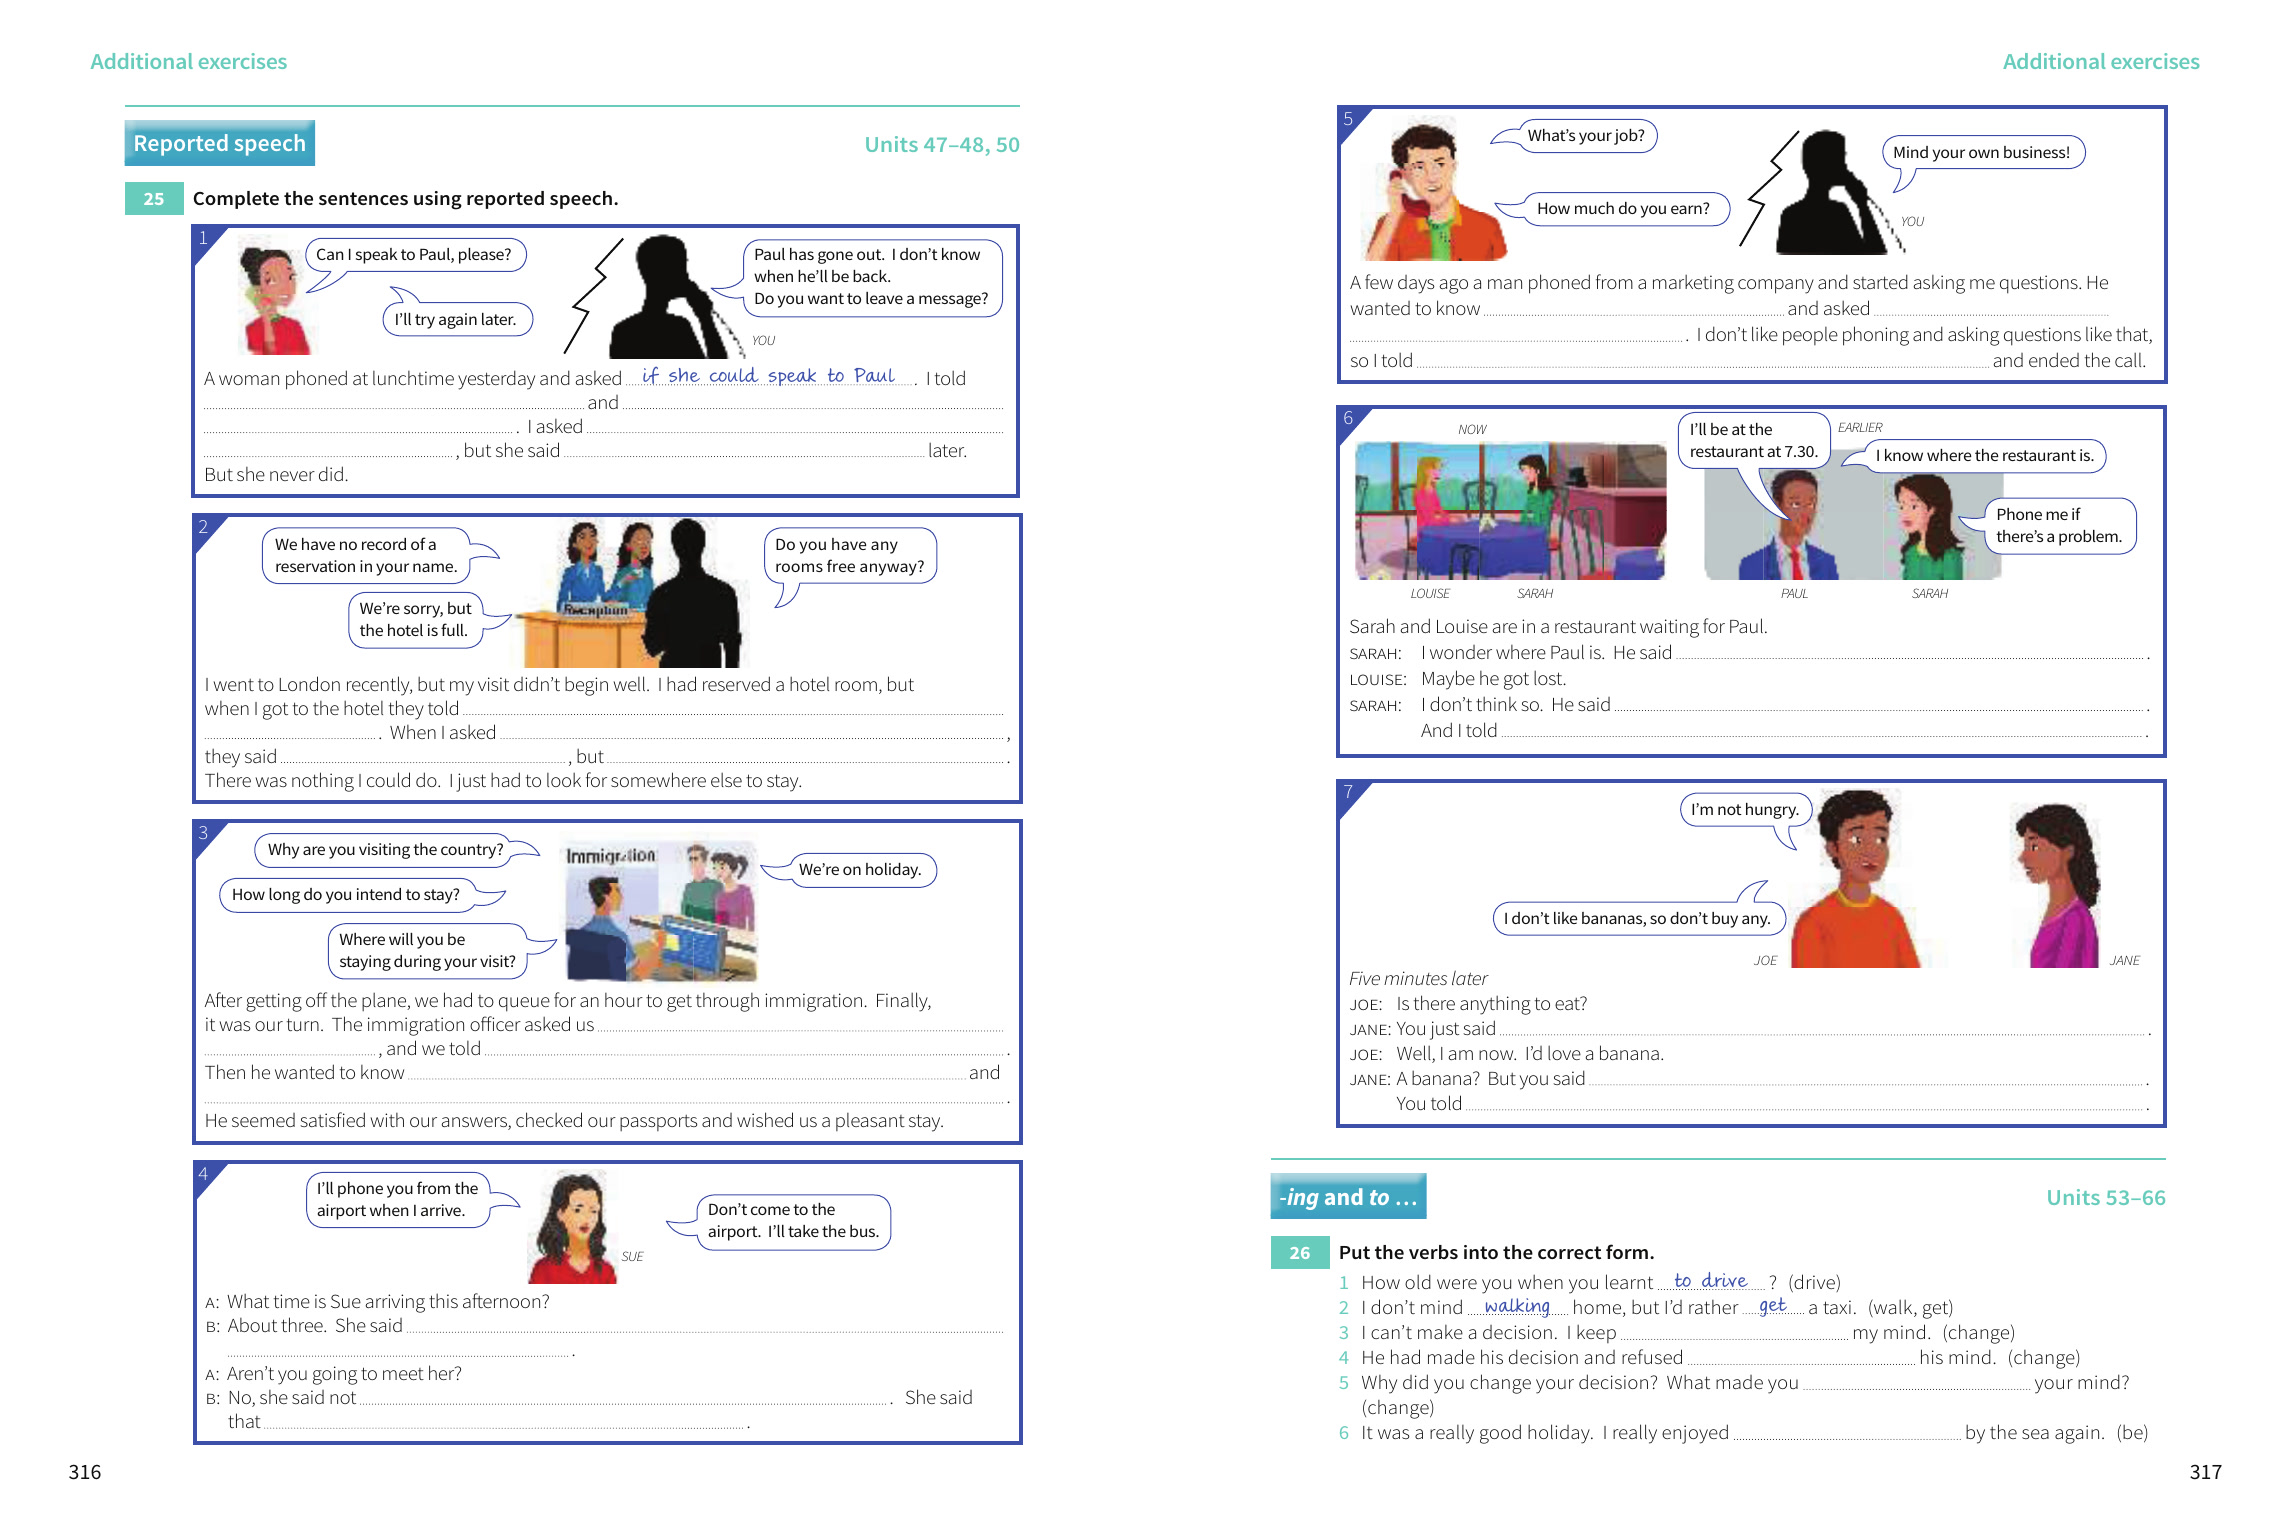 Additional exercises
Reported speech
Units 47–48, 50
25 Complete the sentences using reported speech.
1
Can I speak to Paul, please?
I'll try again later.
Paul has gone out. I don't know
when he'll be back.
Do you want to leave a message?
YOU
A woman phoned at lunchtime yesterday and asked if she could speak to Paul . I told
and
. I asked
, but she said later.
But she never did.
2
We have no record of a
reservation in your name.
We're sorry, but
the hotel is full.
Reception
Do you have any
rooms free anyway?
I went to London recently, but my visit didn't begin well. I had reserved a hotel room, but
when I got to the hotel they told
. When I asked ,
they said , but .
There was nothing I could do. I just had to look for somewhere else to stay.
3
Why are you visiting the country?
How long do you intend to stay?
Where will you be
staying during your visit?
Immigration
We're on holiday.
After getting off the plane, we had to queue for an hour to get through immigration. Finally,
it was our turn. The immigration officer asked us
, and we told .
Then he wanted to know and
.
He seemed satisfied with our answers, checked our passports and wished us a pleasant stay.
4
I'll phone you from the
airport when I arrive.
SUE
Don't come to the
airport. I'll take the bus.
A: What time is Sue arriving this afternoon?
B: About three. She said
.
A: Aren't you going to meet her?
B: No, she said not . She said
that .
316
Additional exercises
5
What's your job?
How much do you earn?
Mind your own business!
YOU
A few days ago a man phoned from a marketing company and started asking me questions. He
wanted to know and asked
. I don't like people phoning and asking questions like that,
so I told and ended the call.
6
NOW
LOUISE SARAH
I'll be at the
restaurant at 7.30.
EARLIER
I know where the restaurant is.
Phone me if
there's a problem.
PAUL SARAH
Sarah and Louise are in a restaurant waiting for Paul.
SARAH: I wonder where Paul is. He said .
LOUISE: Maybe he got lost.
SARAH: I don't think so. He said .
And I told .
7
I'm not hungry.
I don't like bananas, so don't buy any.
JOE
JANE
Five minutes later
JOE: Is there anything to eat?
JANE: You just said .
JOE: Well, I am now. I'd love a banana.
JANE: A banana? But you said .
You told .
-ing and to …
Units 53–66
26 Put the verbs into the correct form.
1 How old were you when you learnt to drive ? (drive)
2 I don't mind walking home, but I'd rather get a taxi. (walk, get)
3 I can't make a decision. I keep my mind. (change)
4 He had made his decision and refused his mind. (change)
5 Why did you change your decision? What made you your mind?
(change)
6 It was a really good holiday. I really enjoyed by the sea again. (be)
317